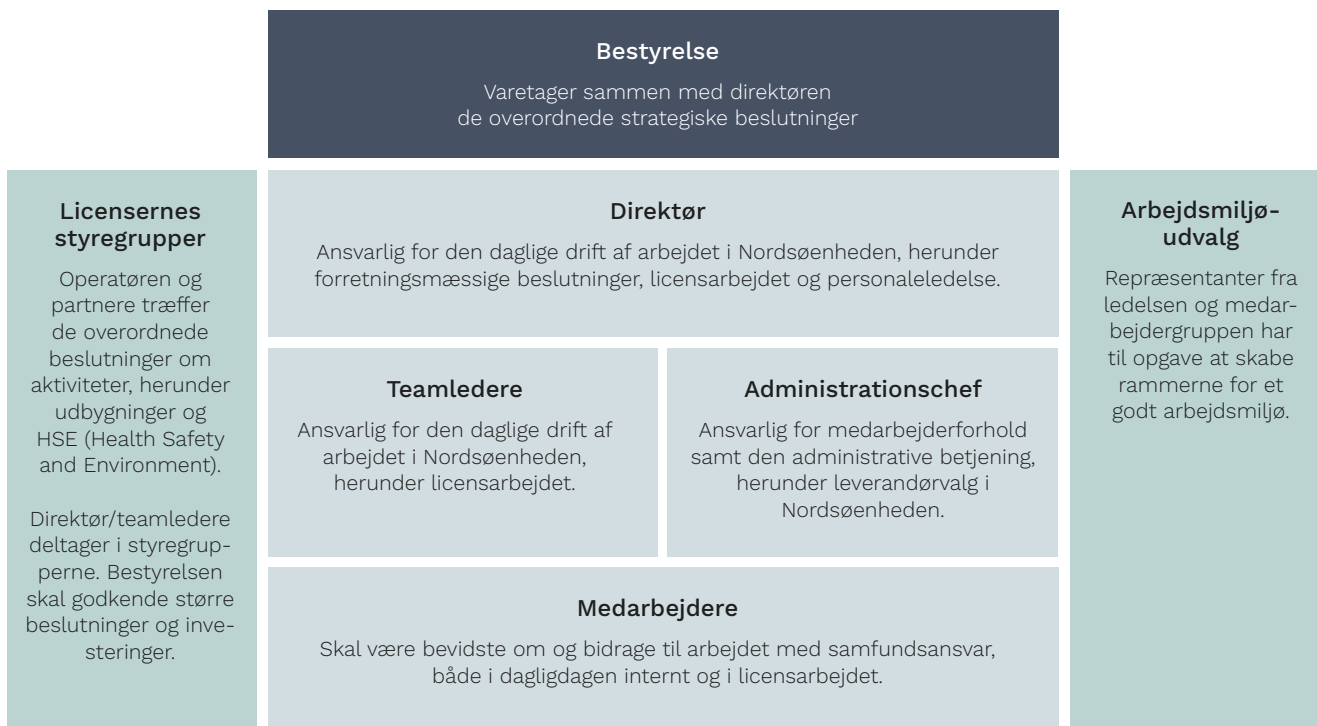 Bestyrelse
Varetager sammen med direktøren
de overordnede strategiske beslutninger
Licensernes
styregrupper
Operatøren og
partnere træffer
de overordnede
beslutninger om
aktiviteter, herunder
udbygninger og
HSE (Health Safety
and Environment).
Direktør/teamledere
deltager i styregrup-
perne. Bestyrelsen
skal godkende større
beslutninger og inve-
steringer.
Direktør
Ansvarlig for den daglige drift af arbejdet i Nordsøenheden, herunder
forretningsmæssige beslutninger, licensarbejdet og personaleledelse.
Teamledere
Ansvarlig for den daglige drift af
arbejdet i Nordsøenheden,
herunder licensarbejdet.
Administrationschef
Ansvarlig for medarbejderforhold
samt den administrative betjening,
herunder leverandørvalg i
Nordsøenheden.
Medarbejdere
Skal være bevidste om og bidrage til arbejdet med samfundsansvar,
både i dagligdagen internt og i licensarbejdet.
Arbejdsmiljø-
udvalg
Repræsentanter fra
ledelsen og medar-
bejdergruppen har
til opgave at skabe
rammerne for et
godt arbejdsmiljø.